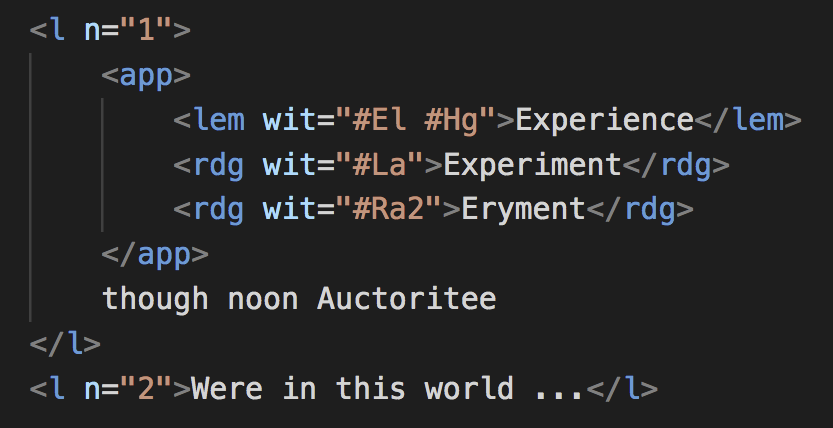 <l n="1">
<app>
<lem wit="#El #Hg">Experience</lem>
<rdg wit="#La">Experiment</rdg>
<rdg wit="#Ra2">Eryment</rdg>
</app>
though noon Auctoritee
</l>
<l n="2">Were in this world ...</l>